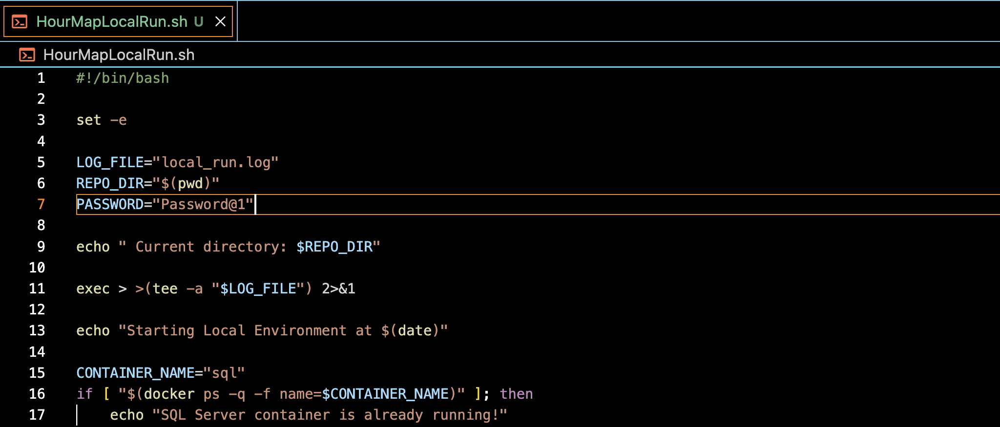 HourMapLocalRun.sh U
HourMapLocalRun.sh
1 #!/bin/bash
2
3 set -e
4
5 LOG_FILE="local_run.log"
6 REPO_DIR="$(pwd)"
7 PASSWORD="Password@1"
8
9 echo " Current directory: $REPO_DIR"
10
11 exec > >(tee -a "$LOG_FILE") 2>&1
12
13 echo "Starting Local Environment at $(date)"
14
15 CONTAINER_NAME="sql"
16 if [ "$(docker ps -q -f name=$CONTAINER_NAME)" ]; then
17 echo "SQL Server container is already running!"